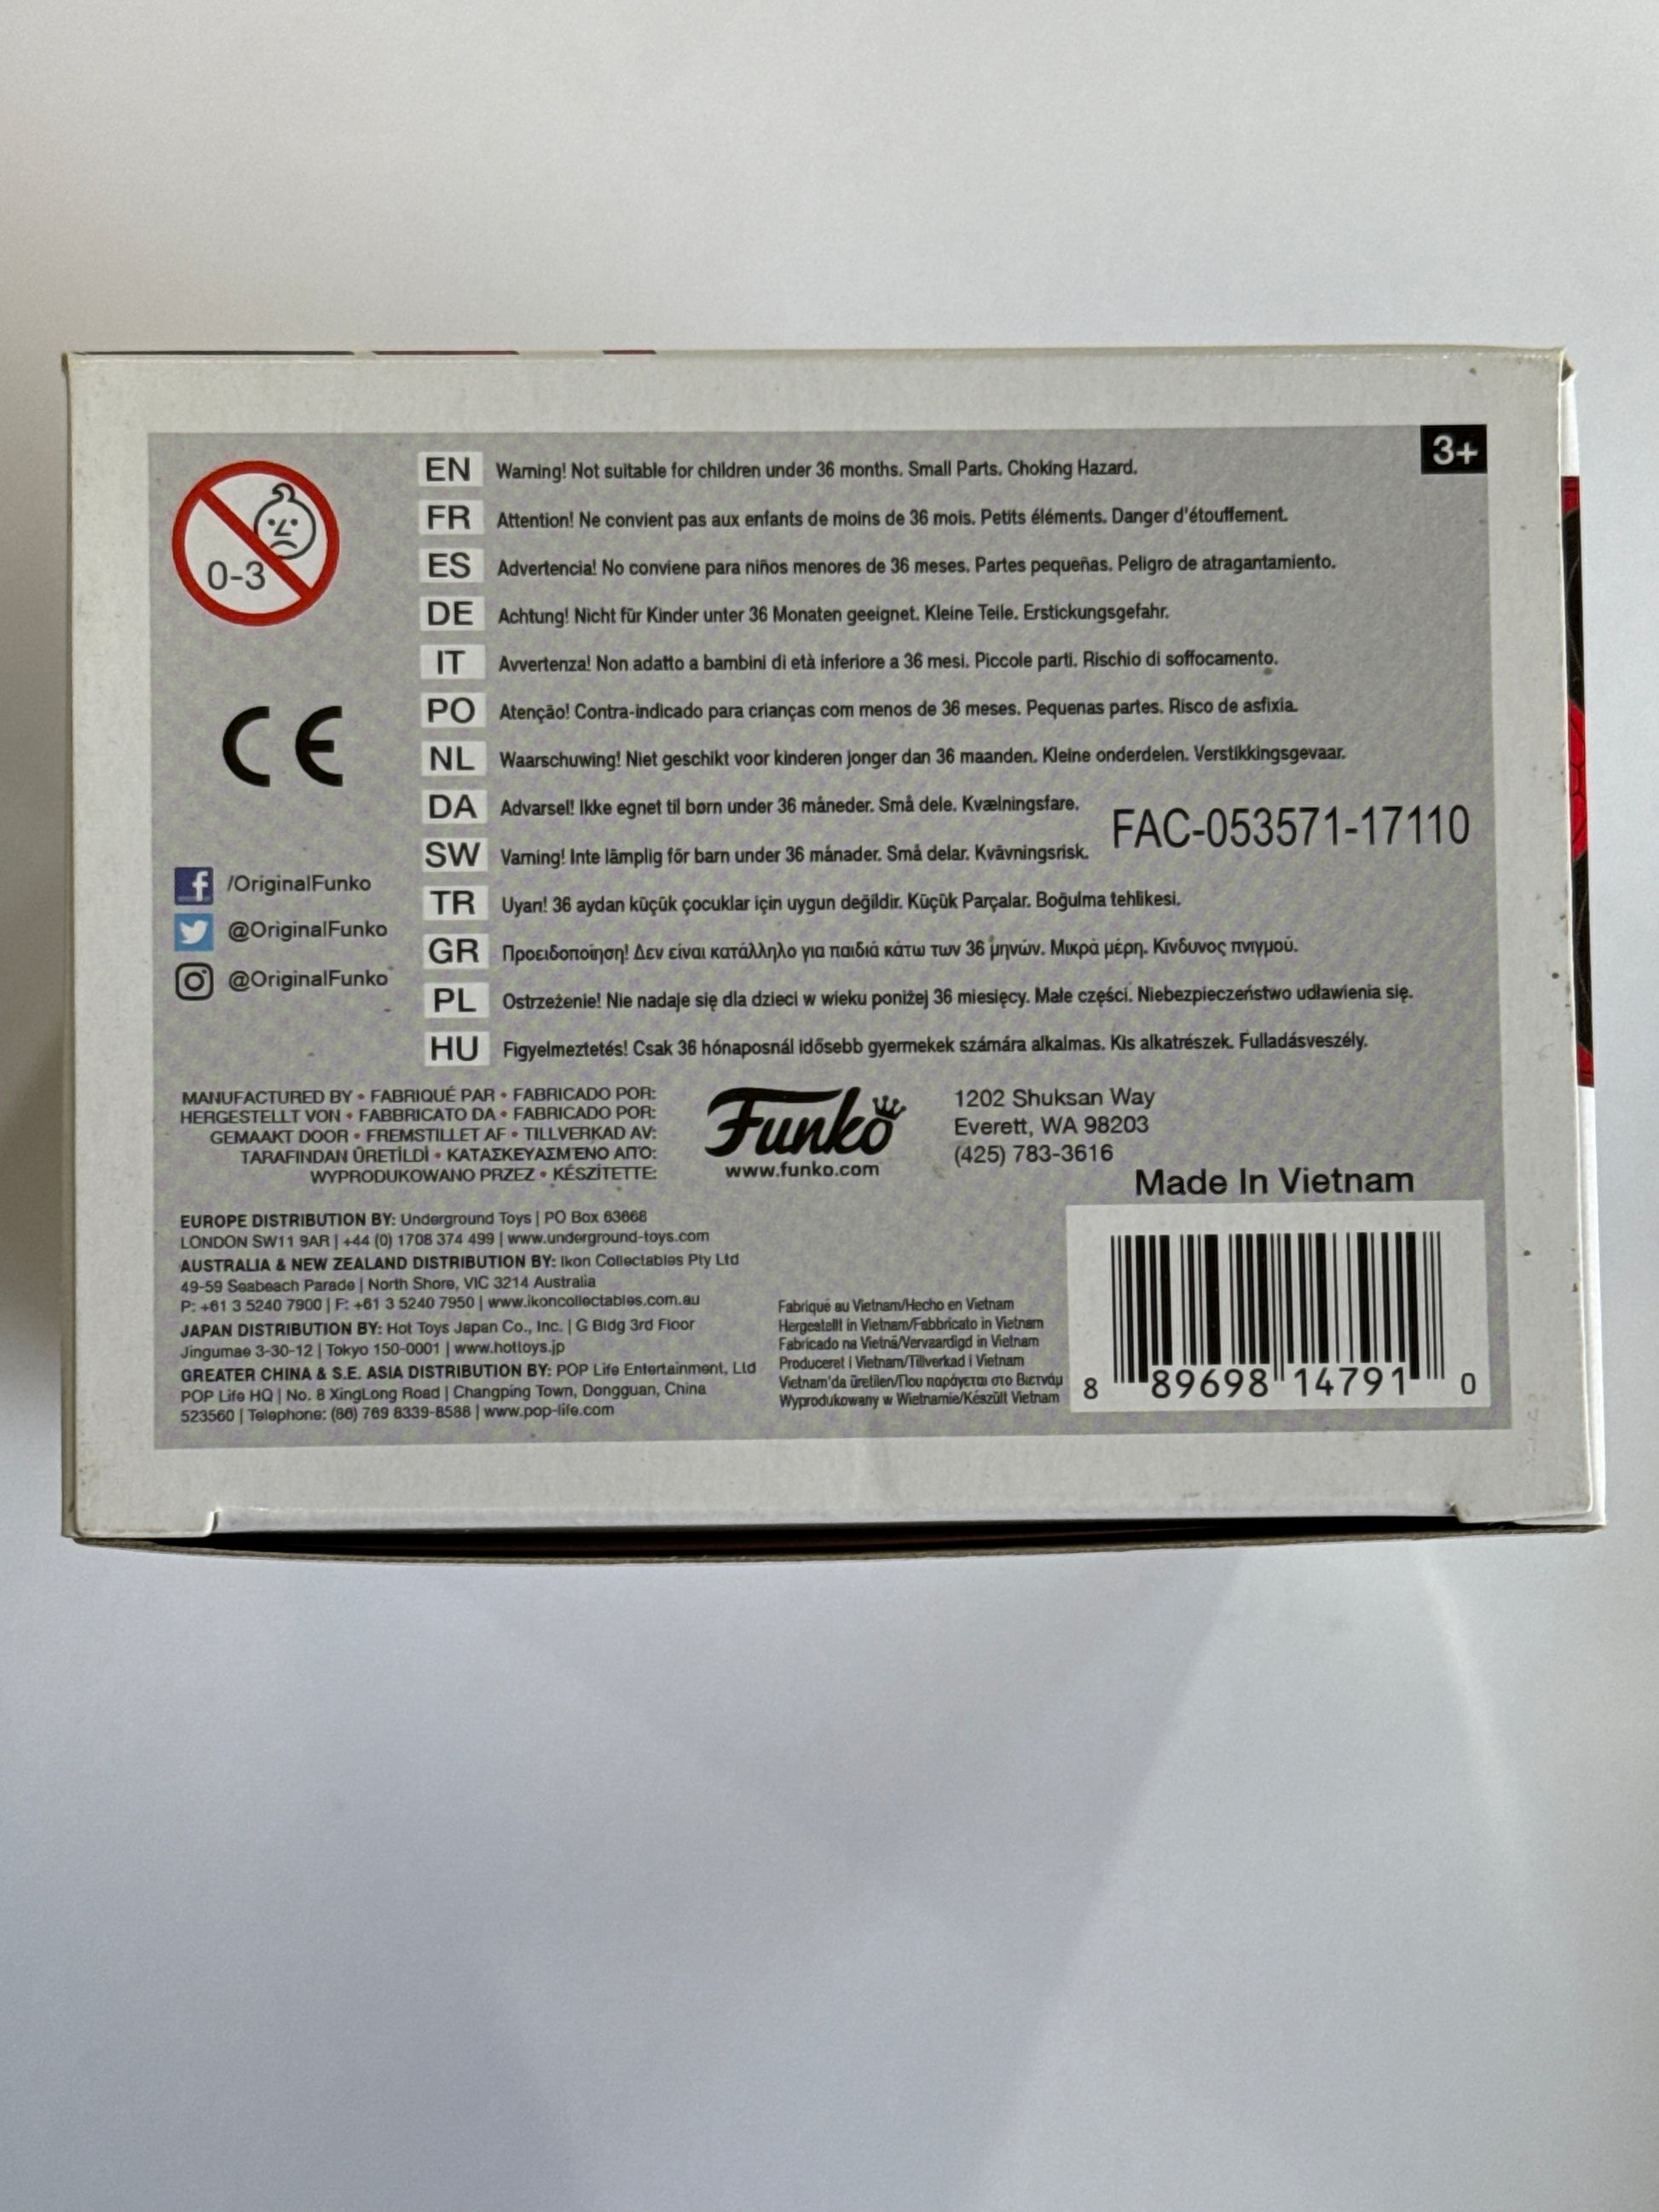 3+
0-3
EN Warning! Not suitable for children under 36 months. Small Parts. Choking Hazard.
FR Attention! Ne convient pas aux enfants de moins de 36 mois. Petits éléments. Danger d'étouffement.
ES Advertencia! No conviene para niños menores de 36 meses. Partes pequeñas. Peligro de atragantamiento.
DE Achtung! Nicht für Kinder unter 36 Monaten geeignet. Kleine Teile. Erstickungsgefahr.
IT Avvertenza! Non adatto a bambini di età inferiore a 36 mesi. Piccole parti. Rischio di soffocamento.
PO Atenção! Contra-indicado para crianças com menos de 36 meses. Pequenas partes. Risco de asfixia.
NL Waarschuwing! Niet geschikt voor kinderen jonger dan 36 maanden. Kleine onderdelen. Verstikkingsgevaar.
DA Advarsel! Ikke egnet til børn under 36 måneder. Små dele. Kvælningsfare.
SW Varning! Inte lämplig för barn under 36 månader. Små delar. Kvävningsrisk.
TR Uyan! 36 aydan küçük çocuklar için uygun değildir. Küçük Parçalar. Boğulma tehlikesi.
GR Προειδοποίηση! Δεν είναι κατάλληλο για παιδιά κάτω των 36 μηνών. Μικρά μέρη. Κίνδυνος πνιγμού.
PL Ostrzeżenie! Nie nadaje się dla dzieci w wieku poniżej 36 miesięcy. Małe części. Niebezpieczeństwo udławienia się.
HU Figyelmeztetés! Csak 36 hónaposnál idősebb gyermekek számára alkalmas. Kis alkatrészek. Fulladásveszély.
FAC-053571-17110
CE
/OriginalFunko
@OriginalFunko
@OriginalFunko
MANUFACTURED BY • FABRIQUÉ PAR • FABRICADO POR:
HERGESTELLT VON • FABBRICATO DA • FABRICADO POR:
GEMAAKT DOOR • FREMSTILLET AF • TILLVERKAD AV:
TARAFINDAN ÜRETİLDİ • ΚΑΤΑΣΚΕΥΑΣΜΈΝΟ ΑΠΌ:
WYPRODUKOWANO PRZEZ • KÉSZÍTETTE:
Funko
www.funko.com
1202 Shuksan Way
Everett, WA 98203
(425) 783-3616
Made In Vietnam
EUROPE DISTRIBUTION BY: Underground Toys | PO Box 63668
LONDON SW11 9AR | +44 (0) 1708 374 499 | www.underground-toys.com
AUSTRALIA & NEW ZEALAND DISTRIBUTION BY: Ikon Collectables Pty Ltd
49-59 Seabeach Parade | North Shore, VIC 3214 Australia
P: +61 3 5240 7900 | F: +61 3 5240 7950 | www.ikoncollectables.com.au
JAPAN DISTRIBUTION BY: Hot Toys Japan Co., Inc. | G Bldg 3rd Floor
Jingumae 3-30-12 | Tokyo 150-0001 | www.hottoys.jp
GREATER CHINA & S.E. ASIA DISTRIBUTION BY: POP Life Entertainment, Ltd
POP Life HQ | No. 8 XingLong Road | Changping Town, Dongguan, China
523560 | Telephone: (86) 769 8339-8588 | www.pop-life.com
Fabriqué au Vietnam/Hecho en Vietnam
Hergestellt in Vietnam/Fabbricato in Vietnam
Fabricado na Vietnã/Vervaardigd in Vietnam
Produceret i Vietnam/Tillverkad i Vietnam
Vietnam'da üretilen/Που παράγεται στο Βιετνάμ
Wyprodukowany w Wietnamie/Készült Vietnam
8 89698 14791 0